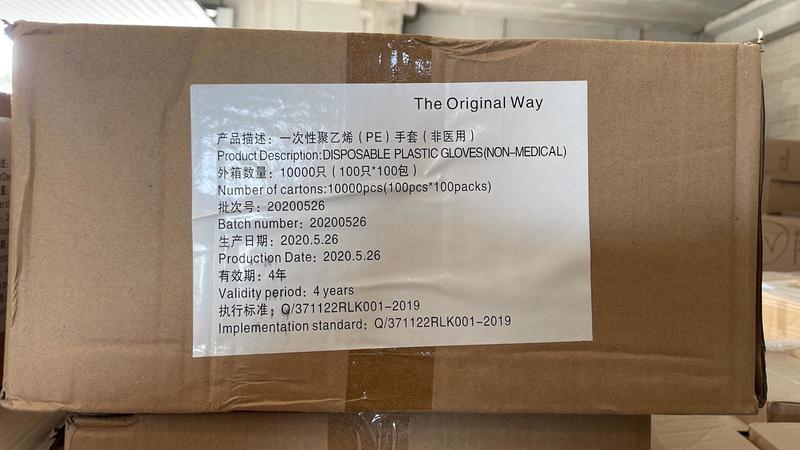 The Original Way
产品描述：一次性聚乙烯（PE）手套（非医用）
Product Description:DISPOSABLE PLASTIC GLOVES(NON-MEDICAL)
外箱数量：10000只（100只*100包）
Number of cartons:10000pcs(100pcs*100packs)
批次号：20200526
Batch number: 20200526
生产日期：2020.5.26
Production Date: 2020.5.26
有效期：4年
Validity period: 4 years
执行标准：Q/371122RLK001-2019
Implementation standard: Q/371122RLK001-2019